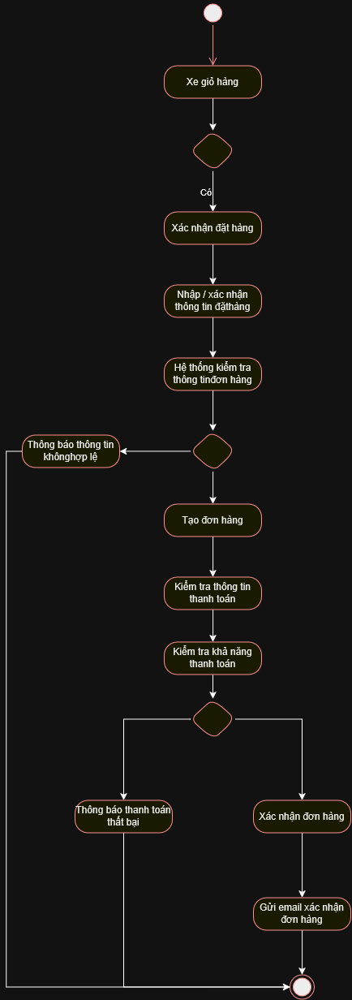 Xe giỏ hàng
Có
Xác nhận đặt hàng
Nhập / xác nhận
thông tin đặthàng
Hệ thống kiểm tra
thông tinđơn hàng
Thông báo thông tin
khônghợp lệ
Tạo đơn hàng
Kiểm tra thông tin
thanh toán
Kiểm tra khả năng
thanh toán
Thông báo thanh toán
thất bại
Xác nhận đơn hàng
Gửi email xác nhận
đơn hàng